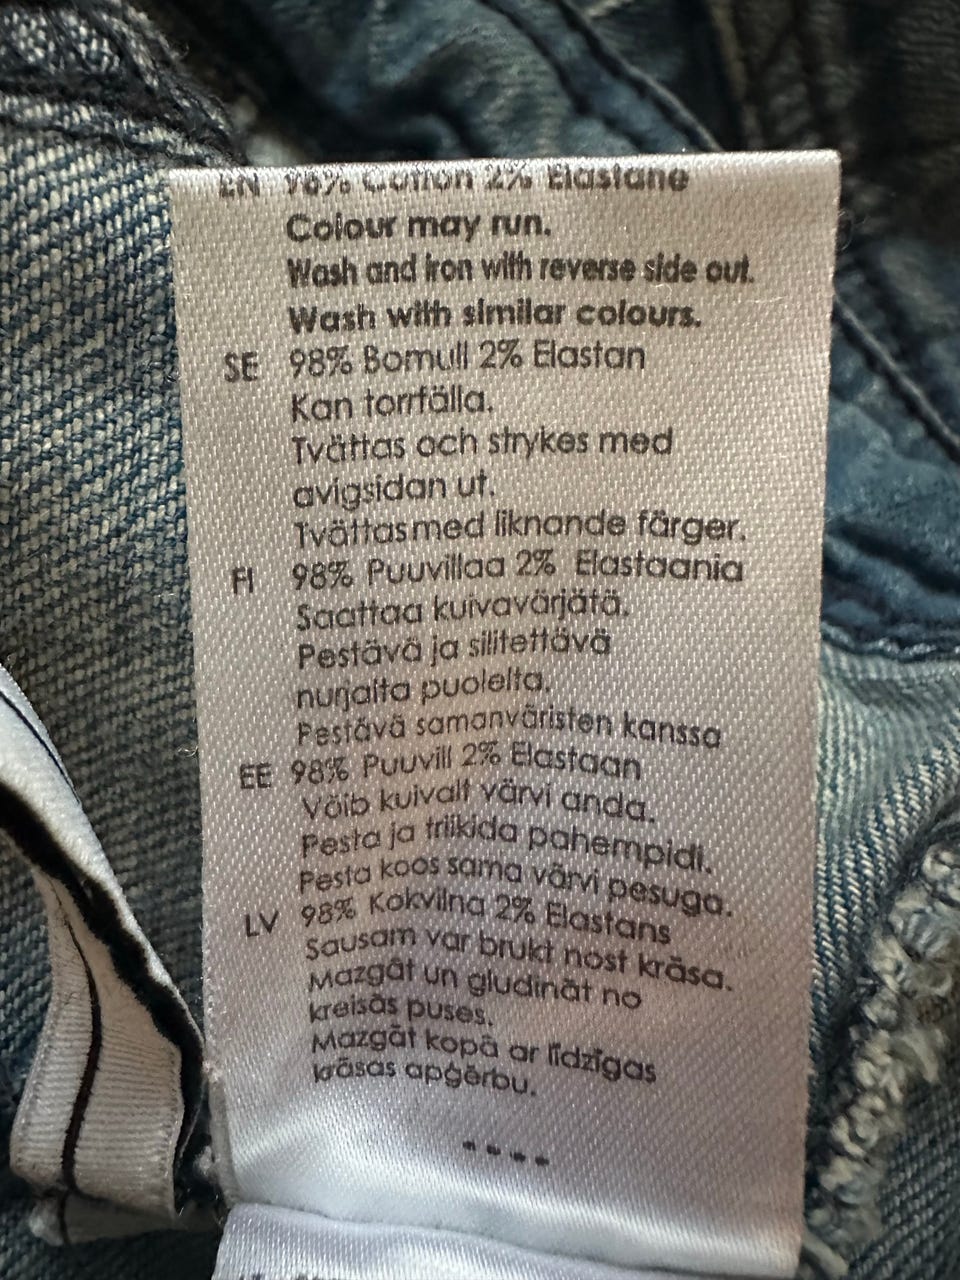 EN 98% Cotton 2% Elastane
Colour may run.
Wash and iron with reverse side out.
Wash with similar colours.
SE 98% Bomull 2% Elastan
Kan torrfälla.
Tvättas och strykes med
avigsidan ut.
Tvättas med liknande färger.
FI 98% Puuvillaa 2% Elastaania
Saattaa kuivavärjätä.
Pestävä ja silitettävä
nurjalta puolelta.
Pestävä samanväristen kanssa
EE 98% Puuvill 2% Elastaan
Võib kuivalt värvi anda.
Pesta ja triikida pahempidi.
Pesta koos sama värvi pesuga.
LV 98% Kokvilna 2% Elastans
Sausam var brukt nost krāsa.
Mazgāt un gludināt no
kreisās puses.
Mazgāt kopā ar līdzīgas
krāsas apģērbu.
....